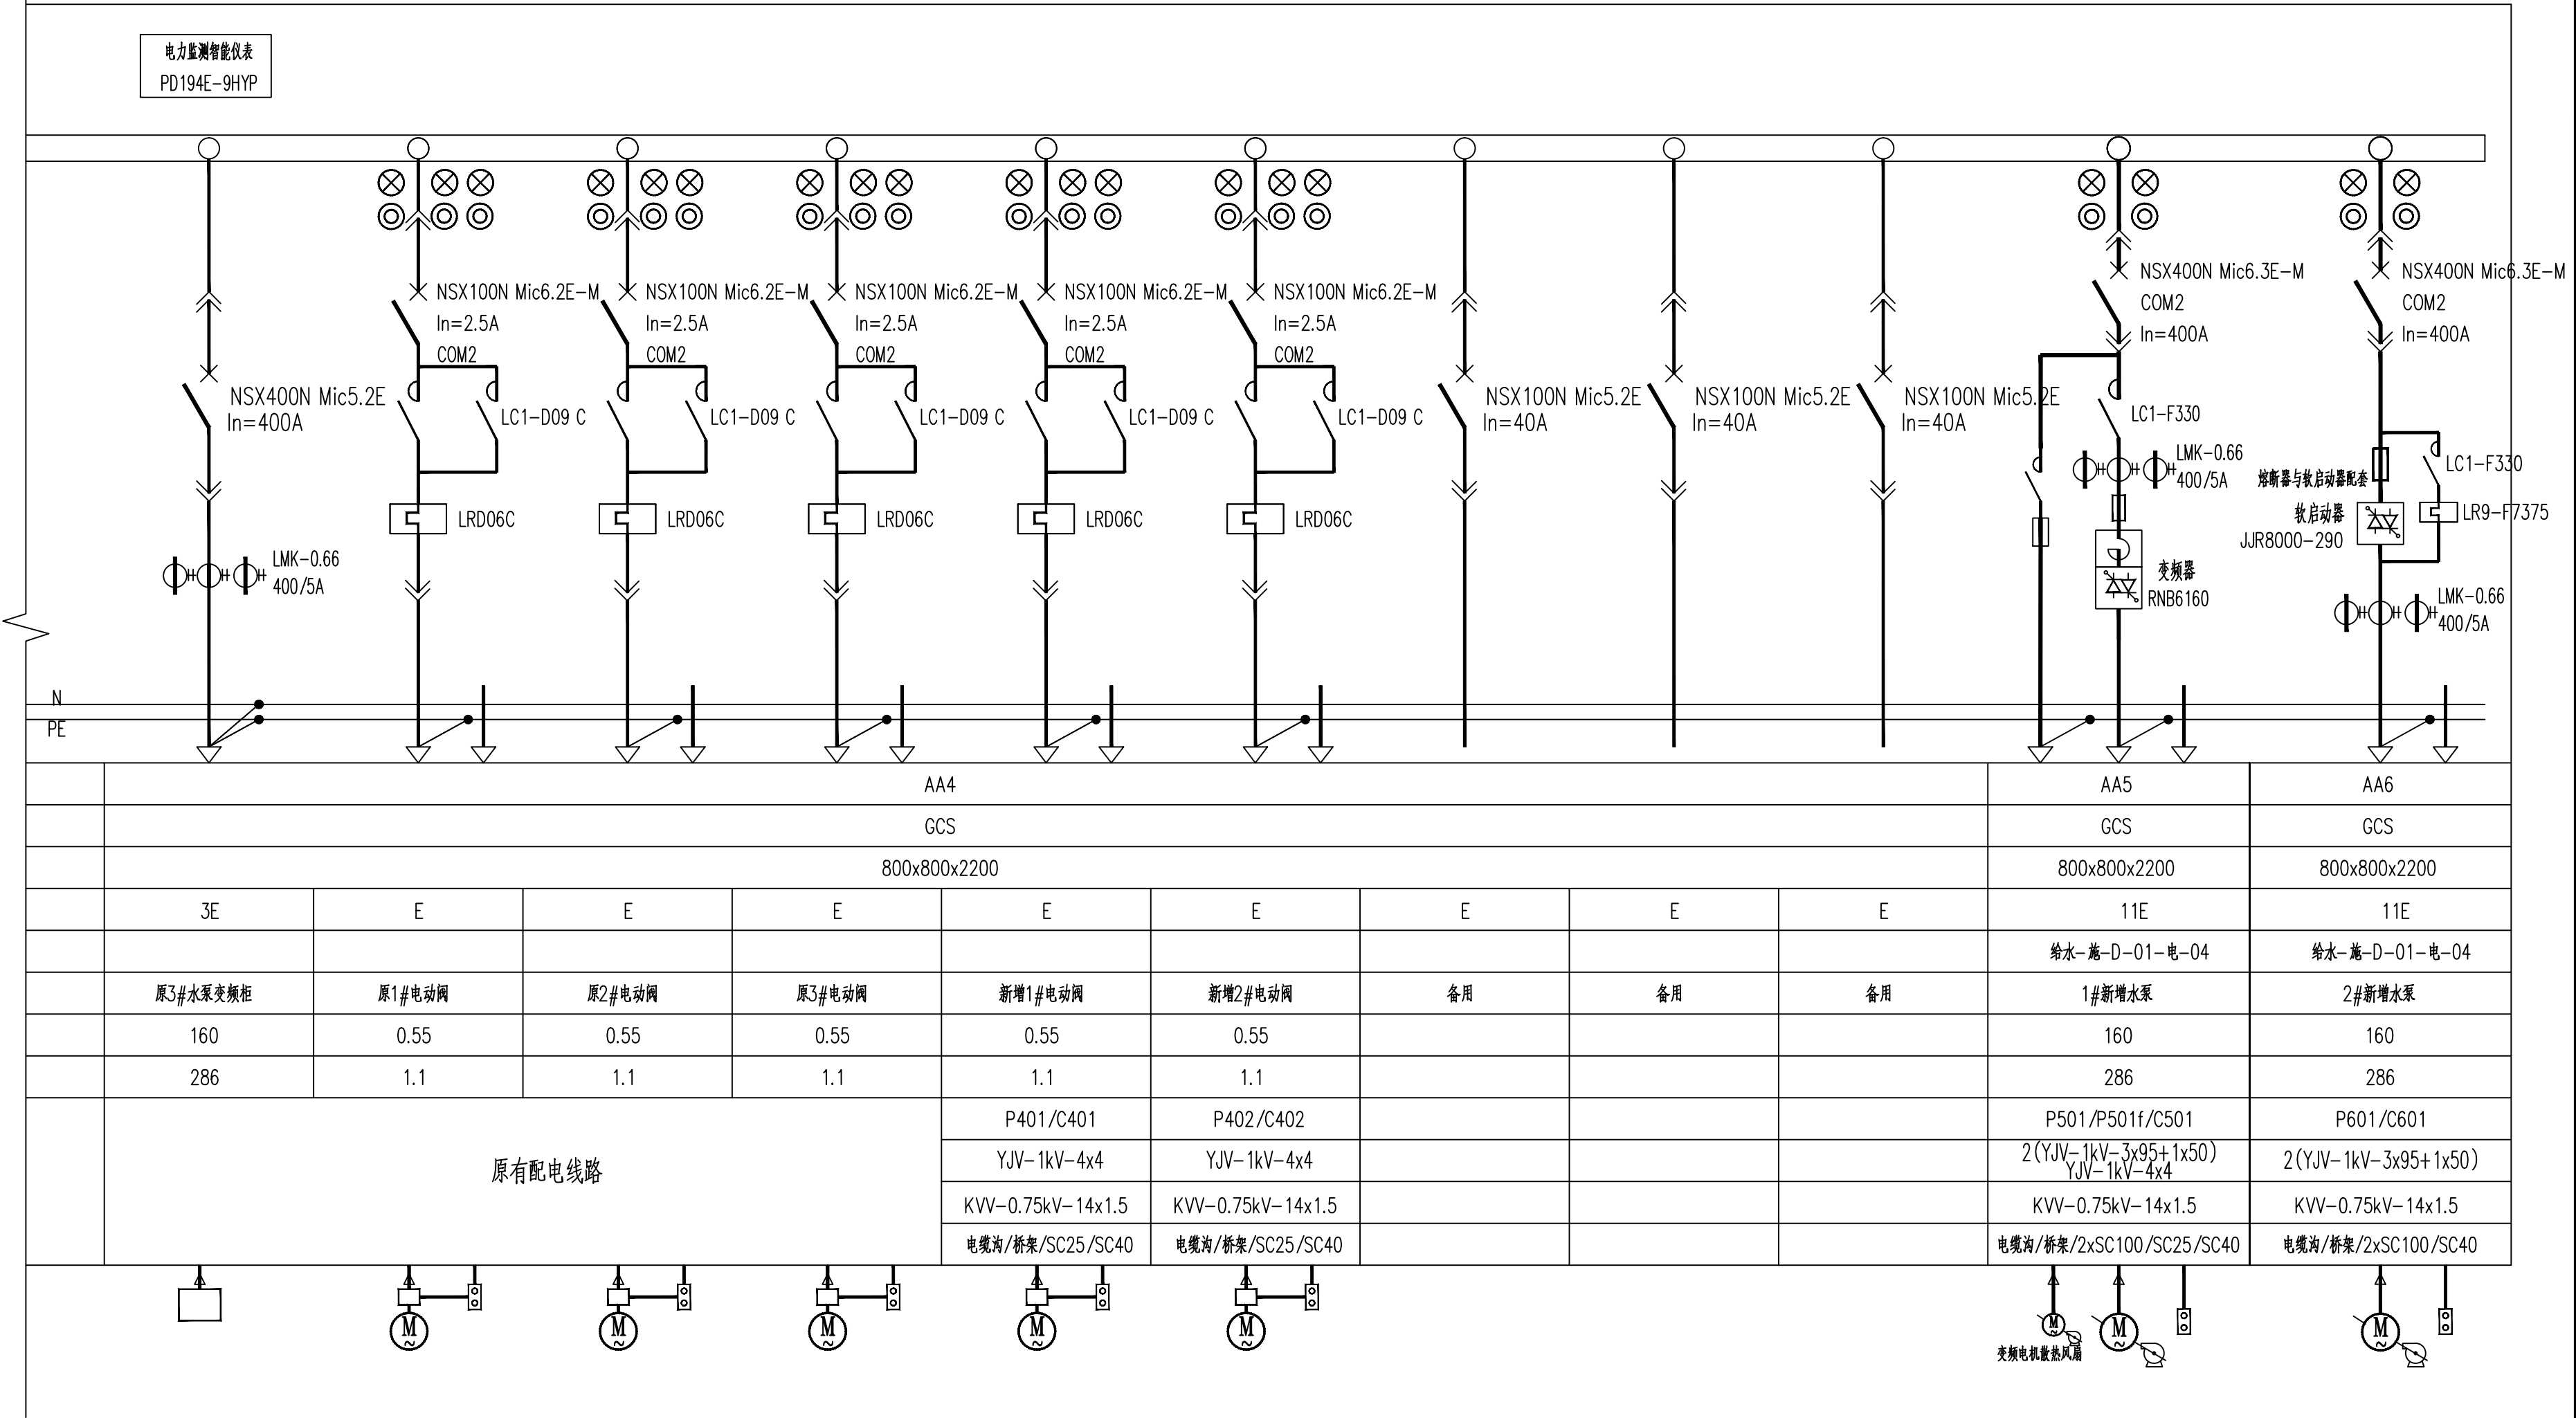 电力监测智能仪表
PD194E-9HYP
NSX400N Mic5.2E
In=400A
LMK-0.66
400/5A
NSX100N Mic6.2E-M
In=2.5A
COM2
LC1-D09 C
LRD06C
NSX100N Mic6.2E-M
In=2.5A
COM2
LC1-D09 C
LRD06C
NSX100N Mic6.2E-M
In=2.5A
COM2
LC1-D09 C
LRD06C
NSX100N Mic6.2E-M
In=2.5A
COM2
LC1-D09 C
LRD06C
NSX100N Mic6.2E-M
In=2.5A
COM2
LC1-D09 C
LRD06C
NSX100N Mic5.2E
In=40A
NSX100N Mic5.2E
In=40A
NSX100N Mic5.2E
In=40A
NSX400N Mic6.3E-M
COM2
In=400A
LC1-F330
LMK-0.66
400/5A
变频器
RNB6160
NSX400N Mic6.3E-M
COM2
In=400A
熔断器与软启动器配套
LC1-F330
软启动器
JJR8000-290
LR9-F7375
LMK-0.66
400/5A
N
PE
AA4 AA5 AA6
GCS GCS GCS
800x800x2200 800x800x2200 800x800x2200
3E E E E E E E E E 11E 11E
给水-施-D-01-电-04 给水-施-D-01-电-04
原3#水泵变频柜 原1#电动阀 原2#电动阀 原3#电动阀 新增1#电动阀 新增2#电动阀 备用 备用 备用 1#新增水泵 2#新增水泵
160 0.55 0.55 0.55 0.55 0.55 160 160
286 1.1 1.1 1.1 1.1 1.1 286 286
原有配电线路
P401/C401 P402/C402 P501/P501f/C501 P601/C601
YJV-1kV-4x4 YJV-1kV-4x4 2(YJV-1kV-3x95+1x50) 2(YJV-1kV-3x95+1x50)
YJV-1kV-4x4
KVV-0.75kV-14x1.5 KVV-0.75kV-14x1.5 KVV-0.75kV-14x1.5 KVV-0.75kV-14x1.5
电缆沟/桥架/SC25/SC40 电缆沟/桥架/SC25/SC40 电缆沟/桥架/2xSC100/SC25/SC40 电缆沟/桥架/2xSC100/SC40
M M M M M M M M
~ ~ ~ ~ ~ ~ ~ ~
变频电机散热风扇